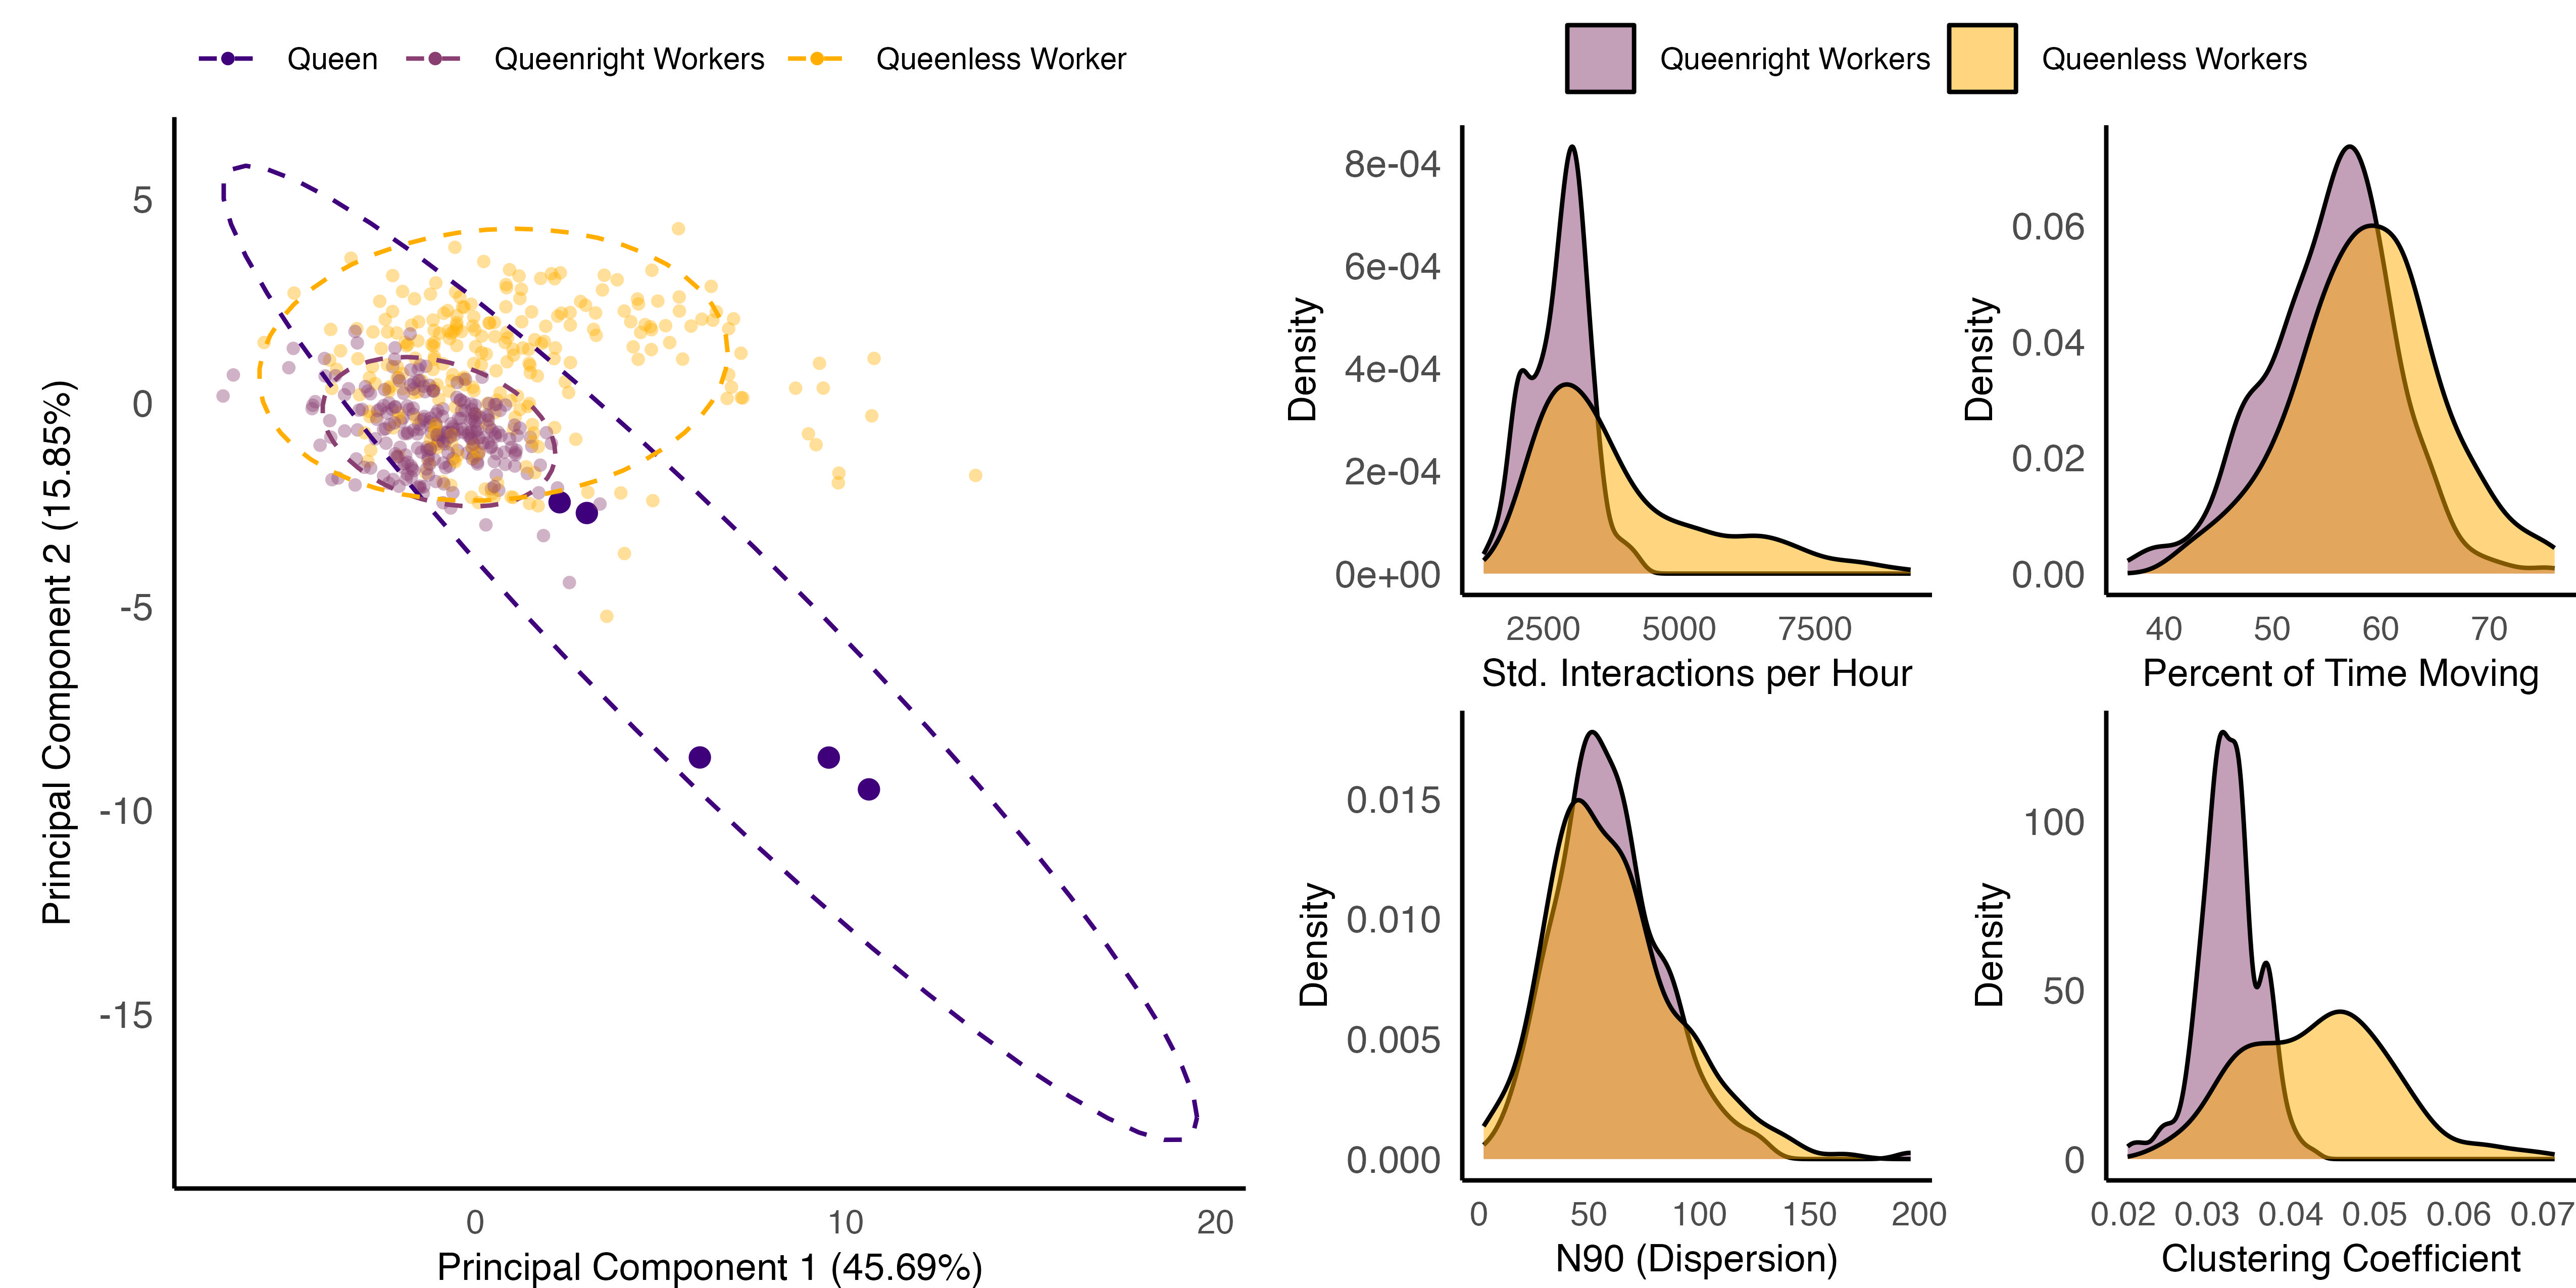 Queen Queenright Workers Queenless Worker
Principal Component 2 (15.85%)
5
0
-5
-10
-15
0 10 20
Principal Component 1 (45.69%)
Queenright Workers Queenless Workers
Density
8e-04
6e-04
4e-04
2e-04
0e+00
2500 5000 7500
Std. Interactions per Hour
Density
0.06
0.04
0.02
0.00
40 50 60 70
Percent of Time Moving
Density
0.015
0.010
0.005
0.000
0 50 100 150 200
N90 (Dispersion)
Density
100
50
0
0.02 0.03 0.04 0.05 0.06 0.07
Clustering Coefficient